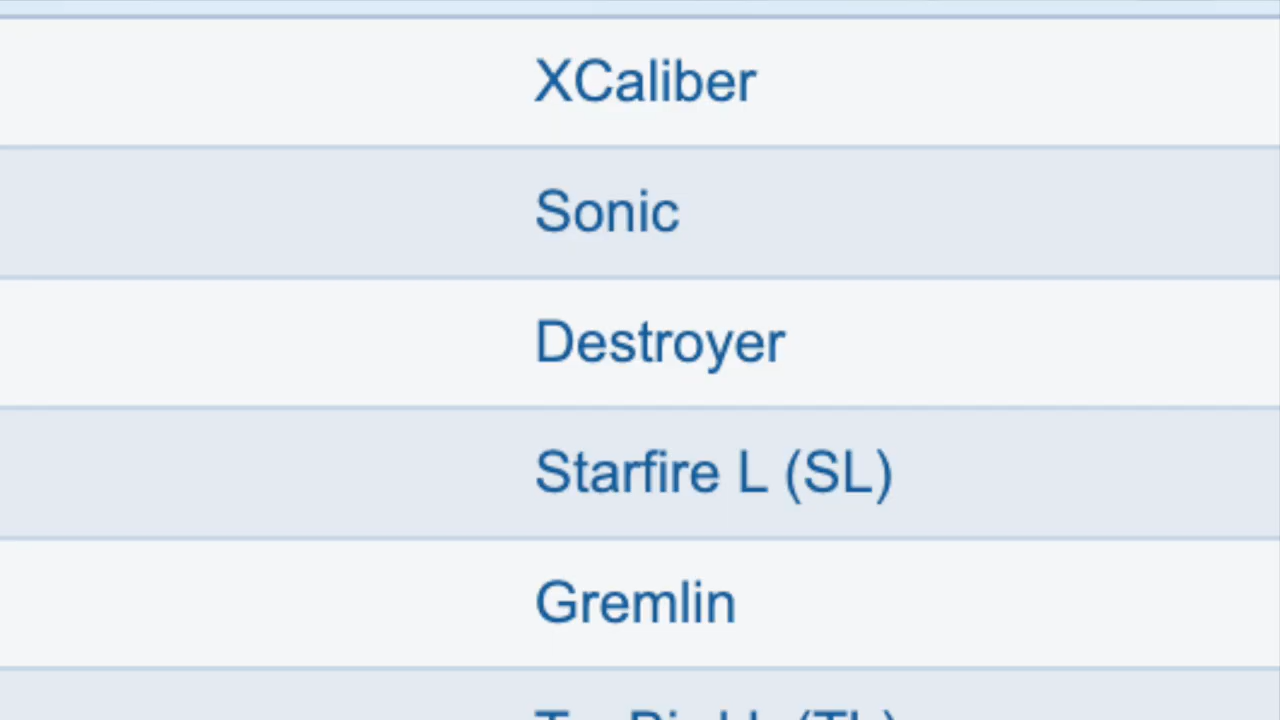 XCaliber
Sonic
Destroyer
Starfire L (SL)
Gremlin